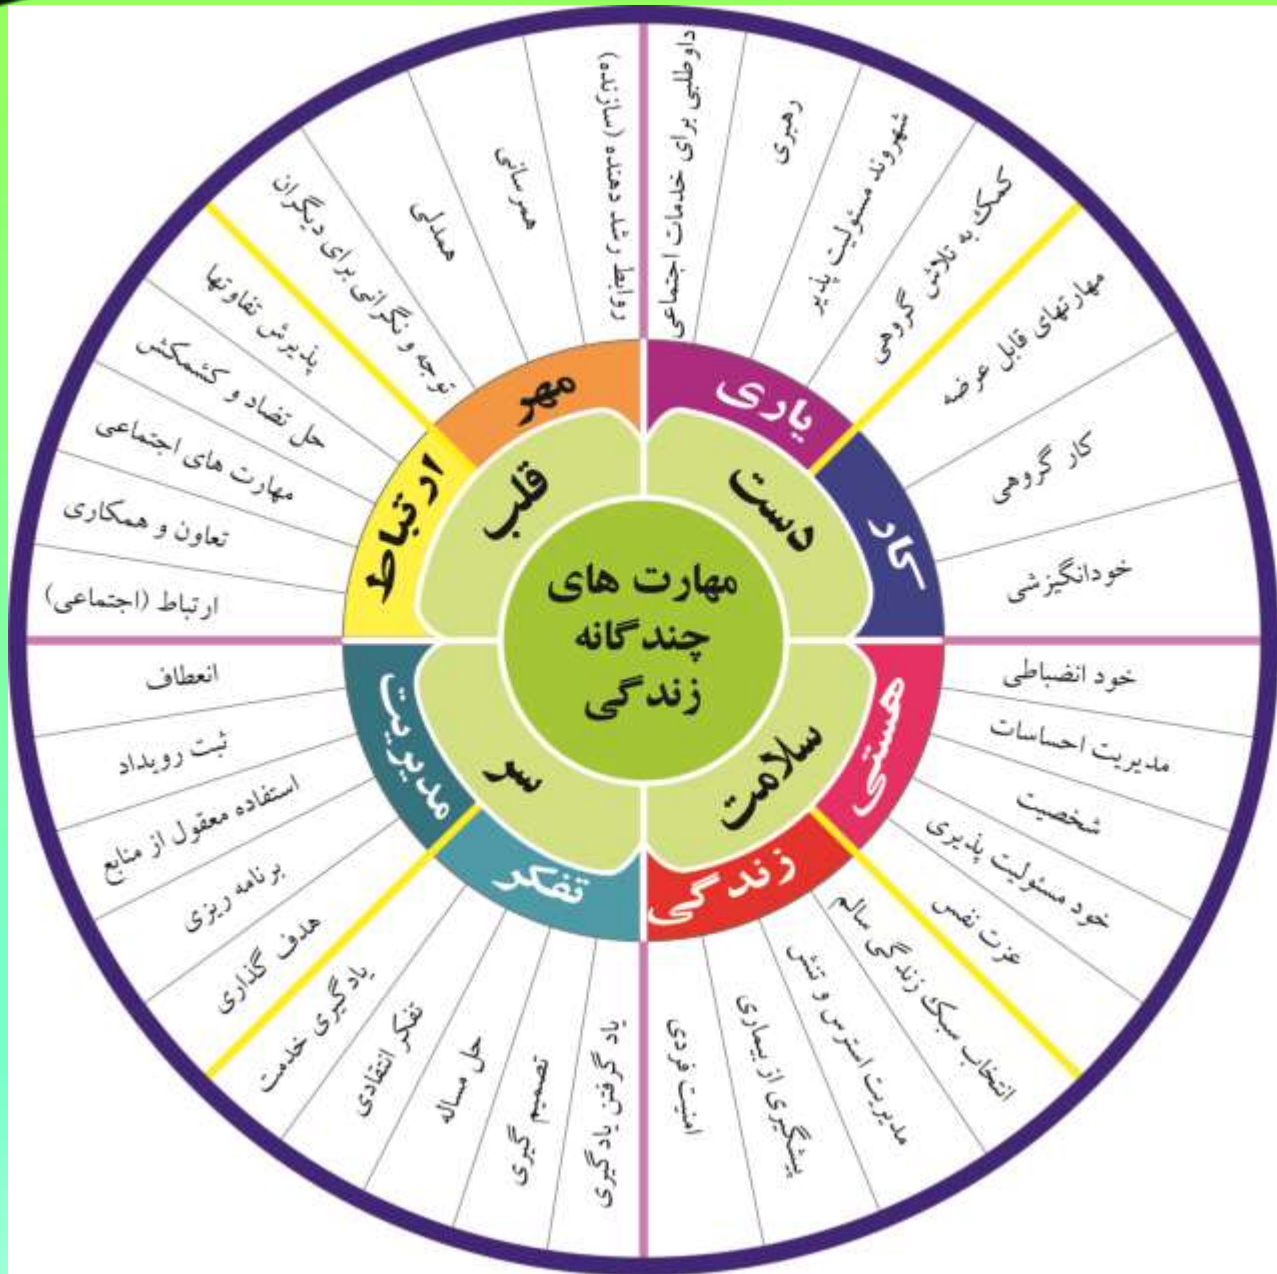 مهارت های
چندگانه
زندگی
قلب
مهر
روابط رشد دهنده (سازنده)
همرسانی
همدلی
توجه و نگرانی برای دیگران
ارتباط
پذیرش تفاوتها
حل تضاد و کشمکش
مهارت های اجتماعی
تعاون و همکاری
ارتباط (اجتماعی)
سر
مدیریت
انعطاف
ثبت رویداد
استفاده معقول از منابع
برنامه ریزی
هدف گذاری
تفکر
یادگیری خدمت
تفکر انتقادی
حل مساله
تصمیم گیری
یاد گرفتن یادگیری
سلامت
زندگی
امنیت فردی
پیشگیری از بیماری
مدیریت استرس و تنش
انتخاب سبک زندگی سالم
هستی
عزت نفس
خود مسئولیت پذیری
شخصیت
مدیریت احساسات
خود انضباطی
دست
کار
خودانگیزشی
کار گروهی
مهارتهای قابل عرضه
یاری
کمک به تلاش گروهی
شهروند مسئولیت پذیر
رهبری
داوطلبی برای خدمات اجتماعی